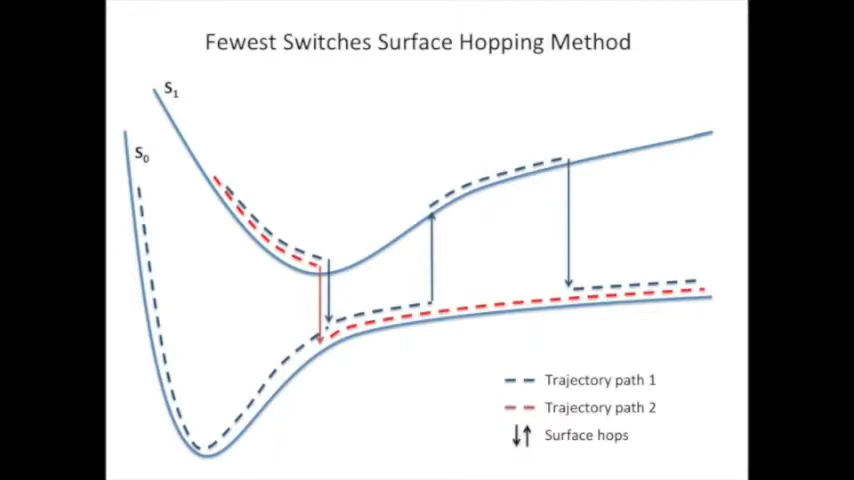 Fewest Switches Surface Hopping Method
S1
S0
Trajectory path 1
Trajectory path 2
Surface hops